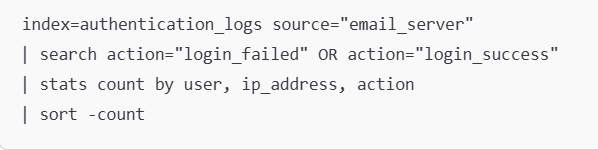 index=authentication_logs source="email_server"
| search action="login_failed" OR action="login_success"
| stats count by user, ip_address, action
| sort -count